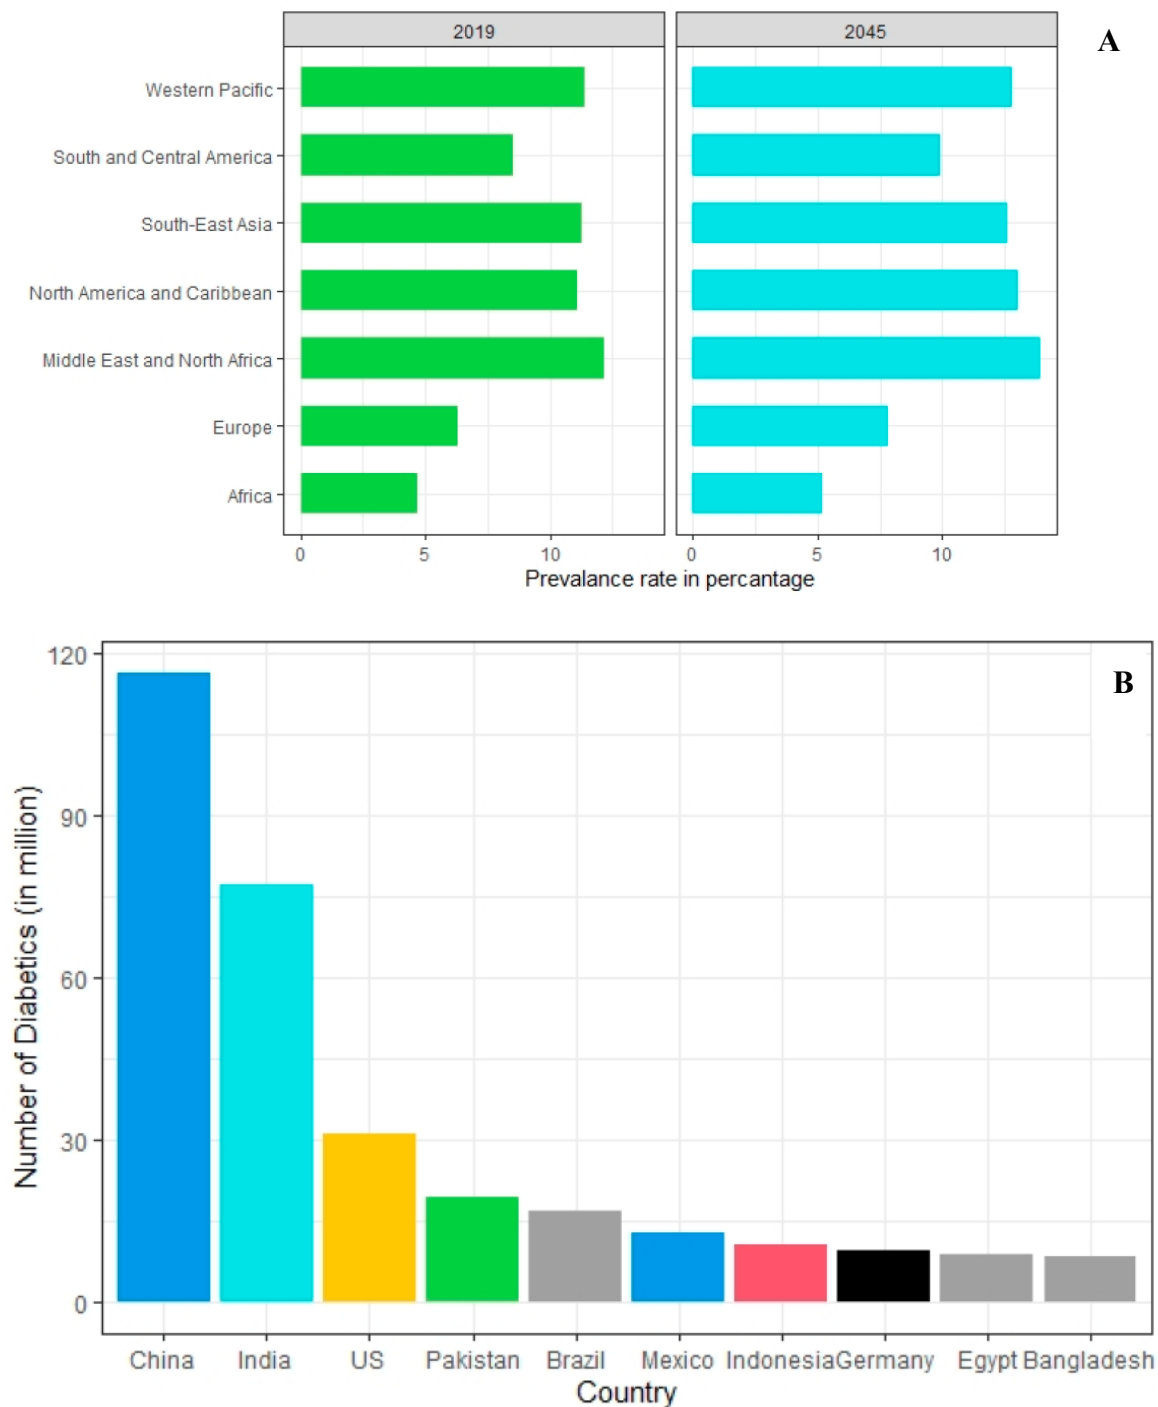 2019
2045
A
Western Pacific
South and Central America
South-East Asia
North America and Caribbean
Middle East and North Africa
Europe
Africa
0 5 10
0 5 10
Prevalance rate in percantage
B
Number of Diabetics (in million)
120
90
60
30
0
China India US Pakistan Brazil Mexico Indonesia Germany Egypt Bangladesh
Country